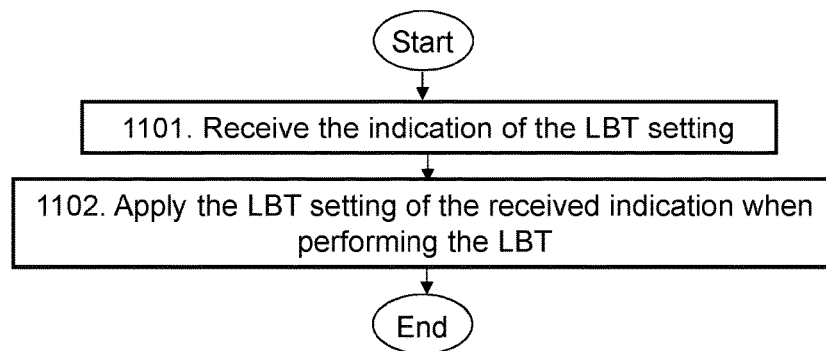 Start
1101. Receive the indication of the LBT setting
1102. Apply the LBT setting of the received indication when
performing the LBT
End